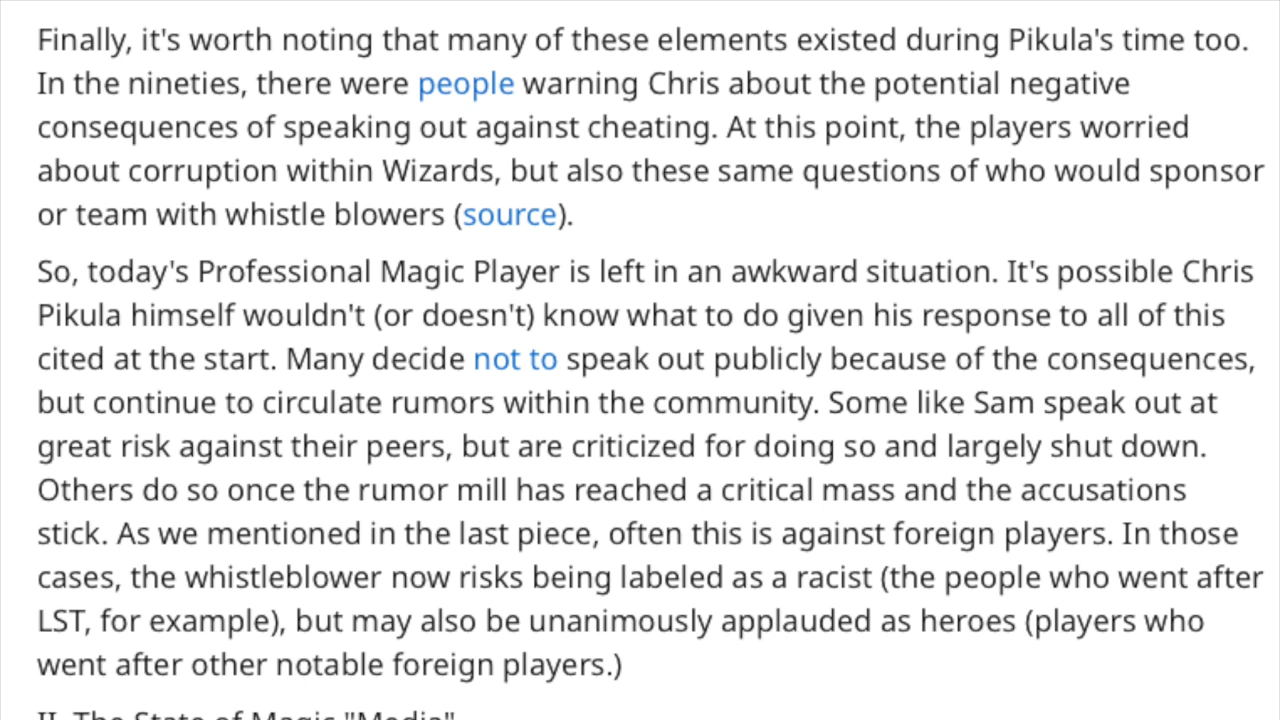 Finally, it's worth noting that many of these elements existed during Pikula's time too.
In the nineties, there were people warning Chris about the potential negative
consequences of speaking out against cheating. At this point, the players worried
about corruption within Wizards, but also these same questions of who would sponsor
or team with whistle blowers (source).
So, today's Professional Magic Player is left in an awkward situation. It's possible Chris
Pikula himself wouldn't (or doesn't) know what to do given his response to all of this
cited at the start. Many decide not to speak out publicly because of the consequences,
but continue to circulate rumors within the community. Some like Sam speak out at
great risk against their peers, but are criticized for doing so and largely shut down.
Others do so once the rumor mill has reached a critical mass and the accusations
stick. As we mentioned in the last piece, often this is against foreign players. In those
cases, the whistleblower now risks being labeled as a racist (the people who went after
LST, for example), but may also be unanimously applauded as heroes (players who
went after other notable foreign players.)
II. The State of Magic "Media"